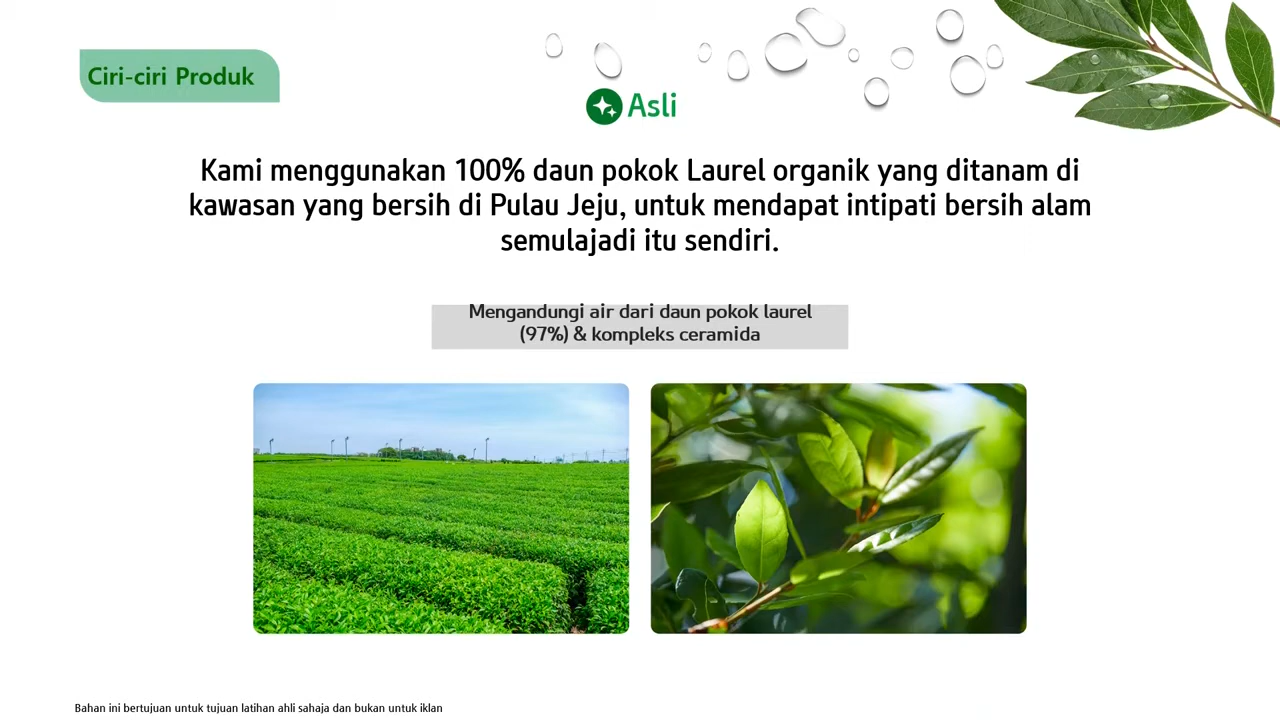 Ciri-ciri Produk
Asli
Kami menggunakan 100% daun pokok Laurel organik yang ditanam di
kawasan yang bersih di Pulau Jeju, untuk mendapat intipati bersih alam
semulajadi itu sendiri.
Mengandungi air dari daun pokok laurel
(97%) & kompleks ceramida
Bahan ini bertujuan untuk tujuan latihan ahli sahaja dan bukan untuk iklan